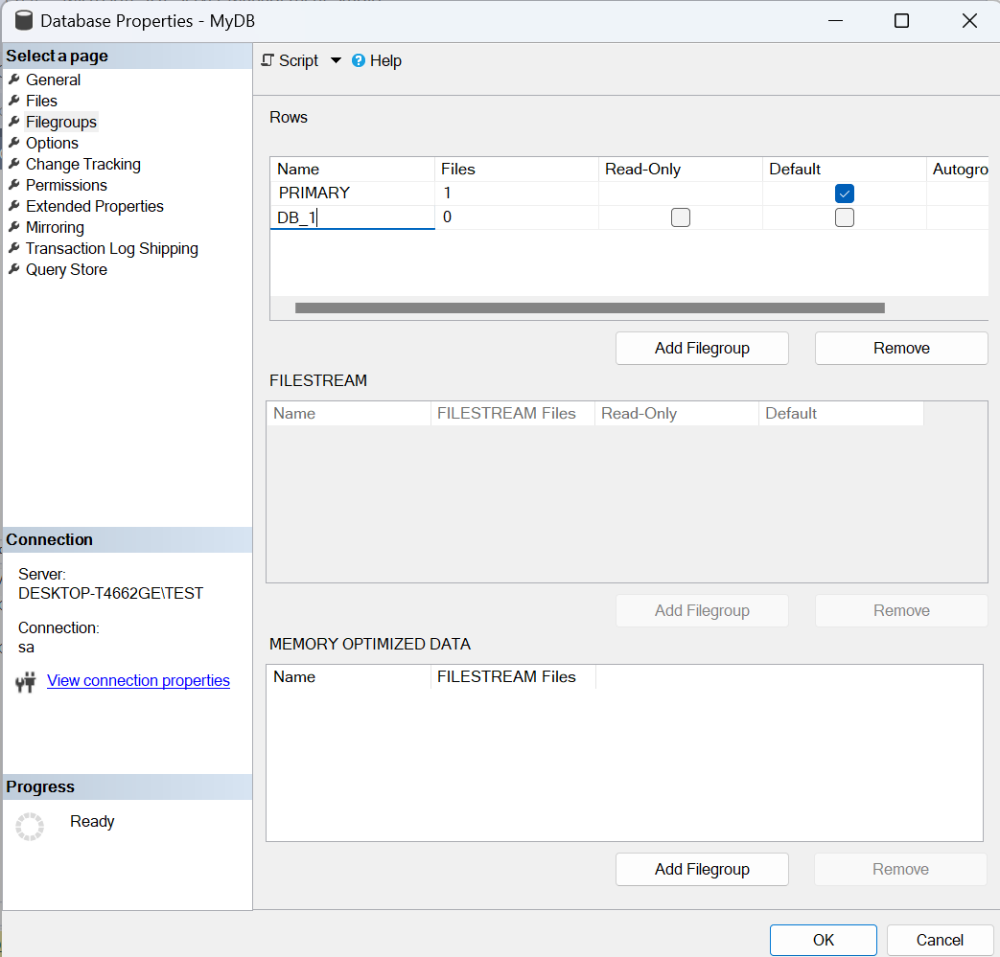 Database Properties - MyDB
Select a page
General
Files
Filegroups
Options
Change Tracking
Permissions
Extended Properties
Mirroring
Transaction Log Shipping
Query Store
Connection
Server:
DESKTOP-T4662GE\TEST
Connection:
sa
View connection properties
Progress
Ready
Script Help
Rows
Name Files Read-Only Default Autogro
PRIMARY 1
DB_1 0
Add Filegroup Remove
FILESTREAM
Name FILESTREAM Files Read-Only Default
Add Filegroup Remove
MEMORY OPTIMIZED DATA
Name FILESTREAM Files
Add Filegroup Remove
OK Cancel